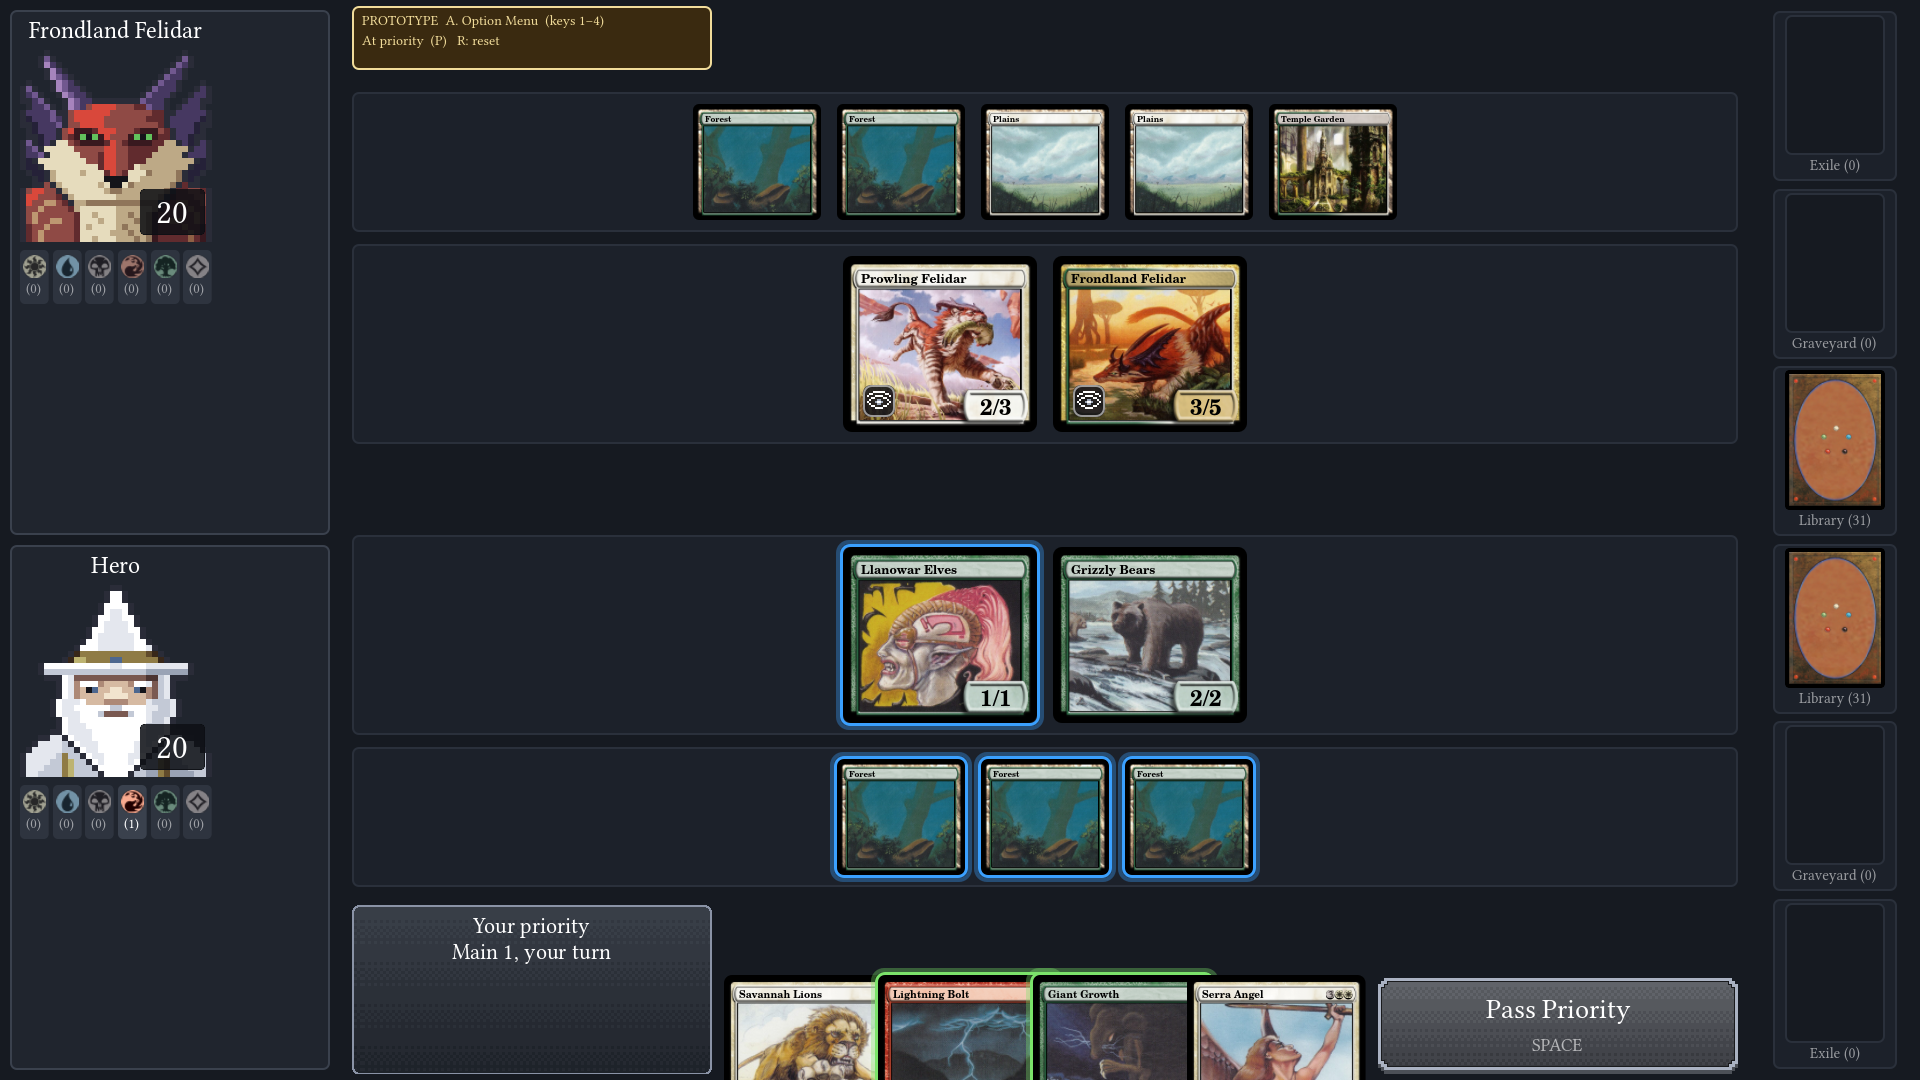 Frondland Felidar
20
(0) (0) (0) (0) (0) (0)
PROTOTYPE A. Option Menu (keys 1–4)
At priority (P) R: reset
Forest
Forest
Plains
Plains
Temple Garden
Prowling Felidar
2/3
Frondland Felidar
3/5
Hero
20
(0) (0) (0) (1) (0) (0)
Llanowar Elves
1/1
Grizzly Bears
2/2
Forest
Forest
Forest
Your priority
Main 1, your turn
Savannah Lions
Lightning Bolt
Giant Growth
Serra Angel
3
Pass Priority
SPACE
Exile (0)
Graveyard (0)
Library (31)
Library (31)
Graveyard (0)
Exile (0)